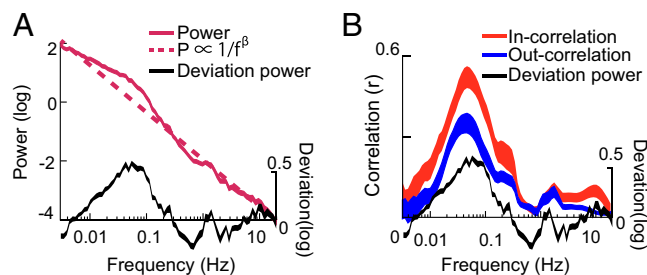 A
Power
P ∝ 1/f^β
Deviation power
2
0
-2
-4
Power (log)
0.5
0
Deviation(log)
0.01
0.1
10
Frequency (Hz)
B
In-correlation
Out-correlation
Deviation power
0.6
Correlation (r)
0.5
0
Devation(log)
0.01
0.1
1
10
Frequency (Hz)